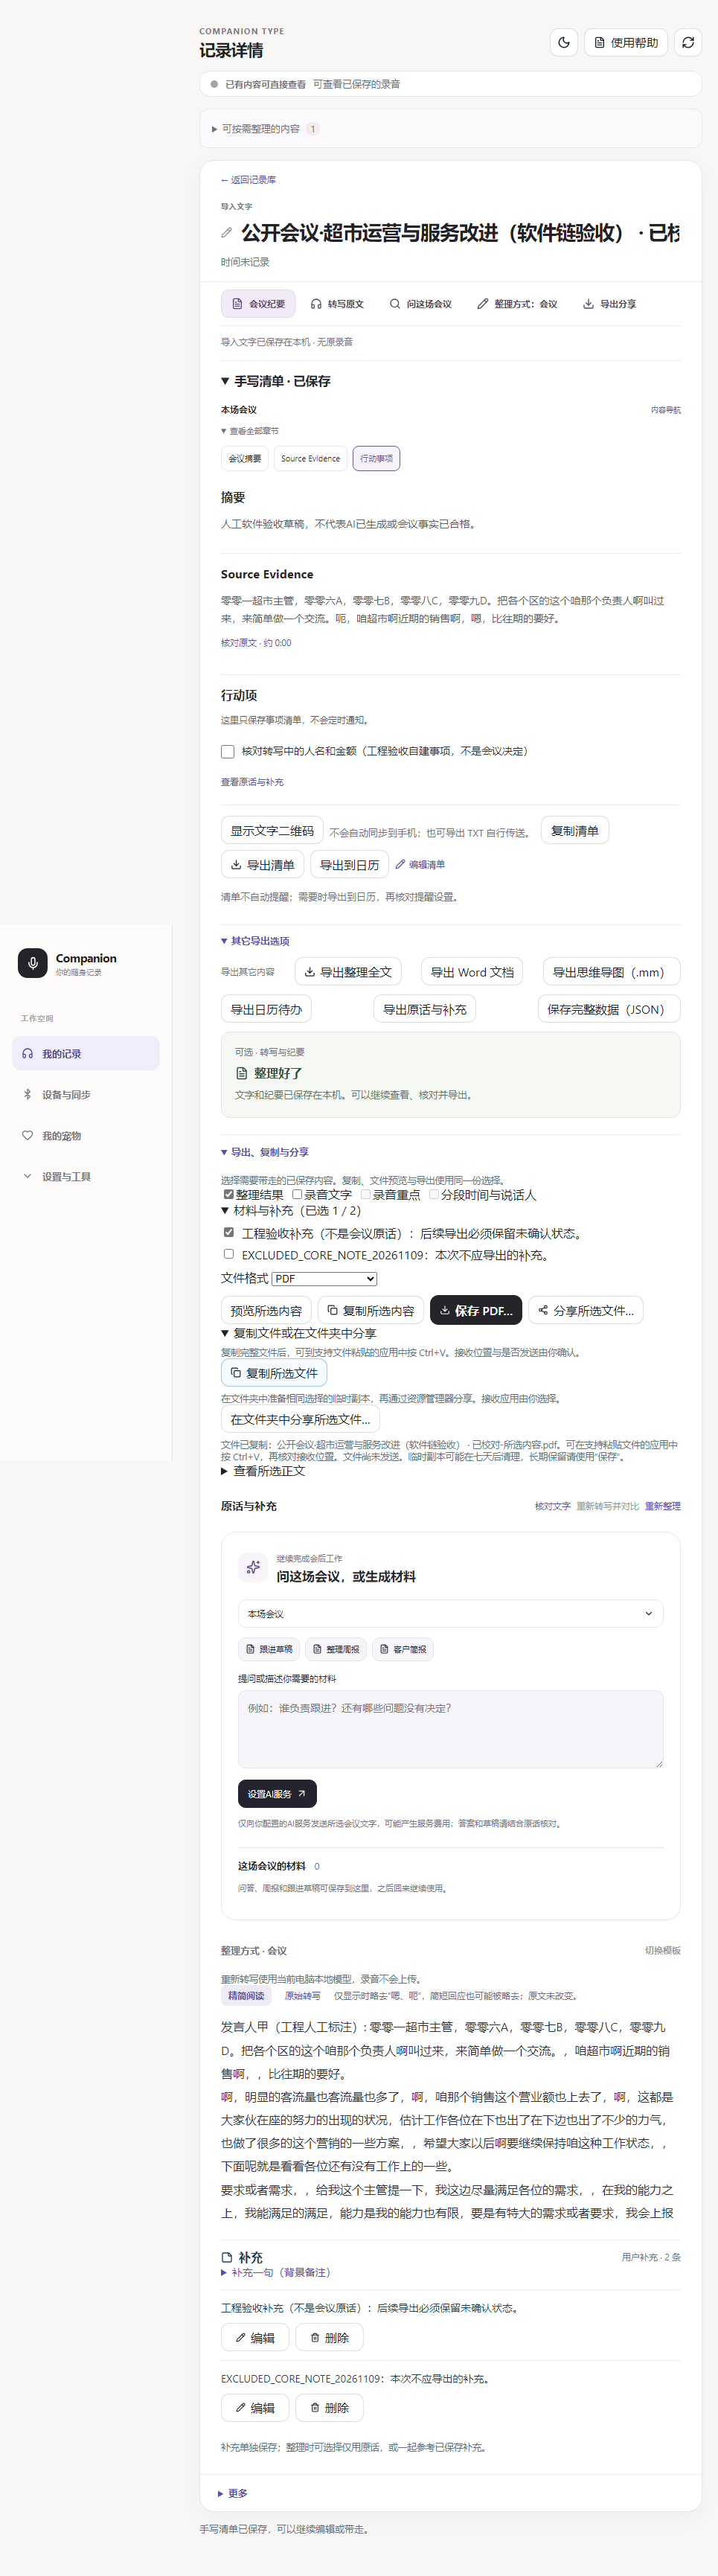 COMPANION TYPE
记录详情
使用帮助
已有内容可直接查看 可查看已保存的录音
可按需整理的内容 1
← 返回记录库
导入文字
公开会议·超市运营与服务改进（软件链验收） · 已核
时间未记录
会议纪要 转写原文 问这场会议 整理方式：会议 导出分享
导入文字已保存在本机 · 无原录音
手写清单 · 已保存
本场会议 内容导航
查看全部章节
会议摘要 Source Evidence 行动事项
摘要
人工软件验收草稿，不代表AI已生成或会议事实已合格。
Source Evidence
零零一超市主管，零零六A，零零七B，零零八C，零零九D。把各个区的这个咱那个负责人啊叫过
来，来简单做一个交流。呃，咱超市啊近期的销售啊，嗯，比往期的要好。
核对原文 · 约 0:00
行动项
这里只保存事项清单，不会定时通知。
核对转写中的人名和金额（工程验收自建事项，不是会议决定）
查看原话与补充
显示文字二维码 不会自动同步到手机；也可导出 TXT 自行传送。 复制清单
导出清单 导出到日历 编辑清单
清单不自动提醒；需要时导出到日历，再核对提醒设置。
其它导出选项
导出其它内容 导出整理全文 导出 Word 文档 导出思维导图（.mm）
导出日历待办 导出原话与补充 保存完整数据（JSON）
可选 · 转写与纪要
整理好了
文字和纪要已保存在本机。可以继续查看、核对并导出。
Companion
你的随身记录
工作空间
我的记录
设备与同步
我的宠物
设置与工具
导出、复制与分享
选择需要带走的已保存内容。复制、文件预览与导出使用同一份选择。
整理结果 录音文字 录音重点 分段时间与说话人
材料与补充（已选 1 / 2）
工程验收补充（不是会议原话）：后续导出必须保留未确认状态。
EXCLUDED_CORE_NOTE_20261109：本次不应导出的补充。
文件格式 PDF
预览所选内容 复制所选内容 保存 PDF... 分享所选文件...
复制文件或在文件夹中分享
复制完整文件后，可到支持文件粘贴的应用中按 Ctrl+V。接收位置与是否发送由你确认。
复制所选文件
在文件夹中准备相同选择的临时副本，再通过资源管理器分享。接收应用由你选择。
在文件夹中分享所选文件...
文件已复制：公开会议·超市运营与服务改进（软件链验收） · 已校对-所选内容.pdf。可在支持粘贴文件的应用中
按 Ctrl+V，再核对接收位置。文件尚未发送。临时副本可能在七天后清理，长期保留请使用“保存”。
查看所选正文
原话与补充 核对文字 重新转写并对比 重新整理
继续完成会后工作
问这场会议，或生成材料
本场会议
跟进草稿 整理周报 客户简报
提问或描述你需要的材料
例如：谁负责跟进？还有哪些问题没有决定？
设置AI服务
仅向你配置的AI服务发送所选会议文字，可能产生服务费用；答案和草稿请结合原话核对。
这场会议的材料 0
问答、周报和跟进草稿可保存到这里，之后回来继续使用。
整理方式 · 会议 切换模板
重新转写使用当前电脑本地模型，录音不会上传。
精简阅读 原始转写 仅显示时略去“嗯、呃”，简短回应也可能被略去；原文未改变。
发言人甲（工程人工标注）：零零一超市主管，零零六A，零零七B，零零八C，零零九
D。把各个区的这个咱那个负责人啊叫过来，来简单做一个交流。，咱超市啊近期的销
售啊，，比往期的要好。
啊，明显的客流量也客流量也多了，啊，咱那个销售这个营业额也上去了，啊，这都是
大家伙在座的努力的出现的状况，估计工作各位在下也出了在下边也出了不少的力气，
也做了很多的这个营销的一些方案，，希望大家以后啊要继续保持咱这种工作状态，，
下面呢就是看看各位还有没有工作上的一些。
要求或者需求，，给我这个主管提一下，我这边尽量满足各位的需求，，在我的能力之
上，我能满足的满足，能力是我的能力也有限，要是有特大的需求或者要求，我会上报
补充 用户补充 · 2 条
补充一句（背景备注）
工程验收补充（不是会议原话）：后续导出必须保留未确认状态。
编辑 删除
EXCLUDED_CORE_NOTE_20261109：本次不应导出的补充。
编辑 删除
补充单独保存；整理时可选择仅用原话，或一起参考已保存补充。
更多
手写清单已保存，可以继续编辑或带走。